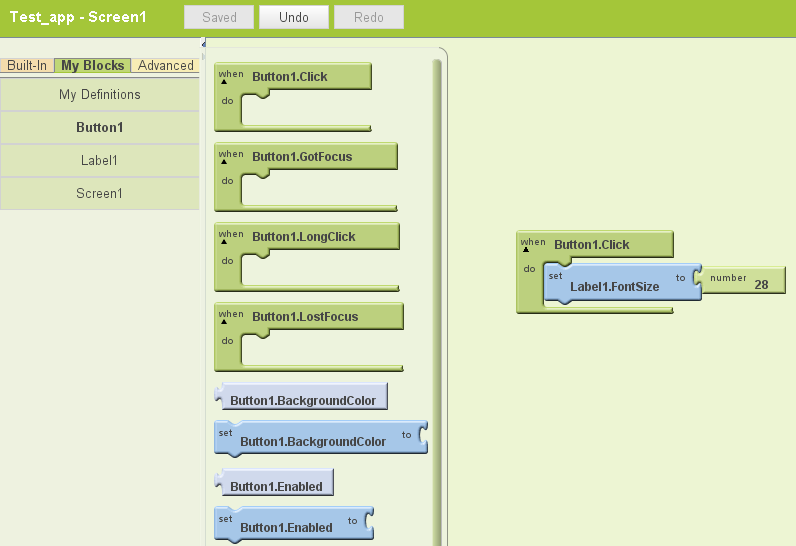 Test_app - Screen1
Saved
Undo
Redo
Built-In
My Blocks
Advanced
My Definitions
Button1
Label1
Screen1
when Button1.Click
do
when Button1.GotFocus
do
when Button1.LongClick
do
when Button1.LostFocus
do
Button1.BackgroundColor
set Button1.BackgroundColor to
Button1.Enabled
set Button1.Enabled to
when Button1.Click
do
set Label1.FontSize to
number 28